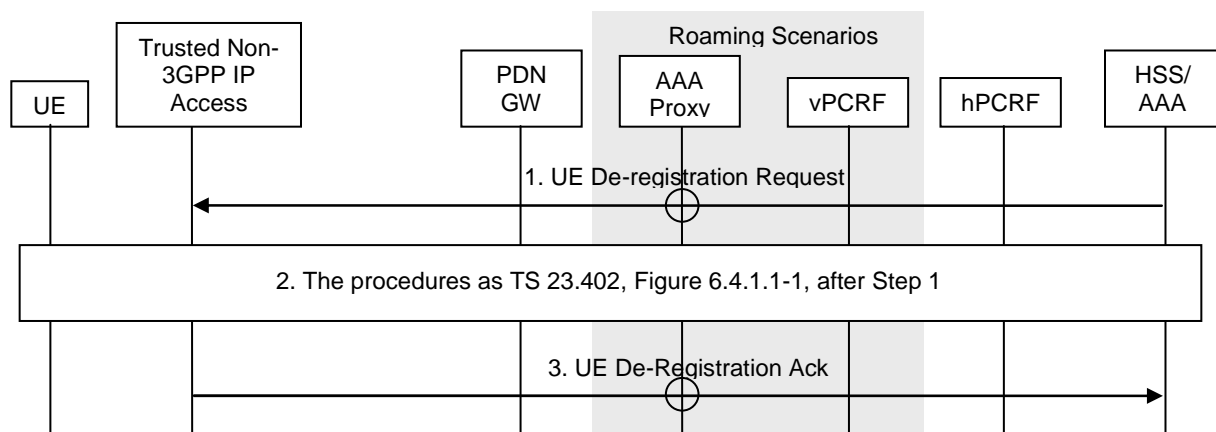 Roaming Scenarios
UE
Trusted Non-
3GPP IP
Access
PDN
GW
AAA
Proxy
vPCRF
hPCRF
HSS/
AAA
1. UE De-registration Request
2. The procedures as TS 23.402, Figure 6.4.1.1-1, after Step 1
3. UE De-Registration Ack